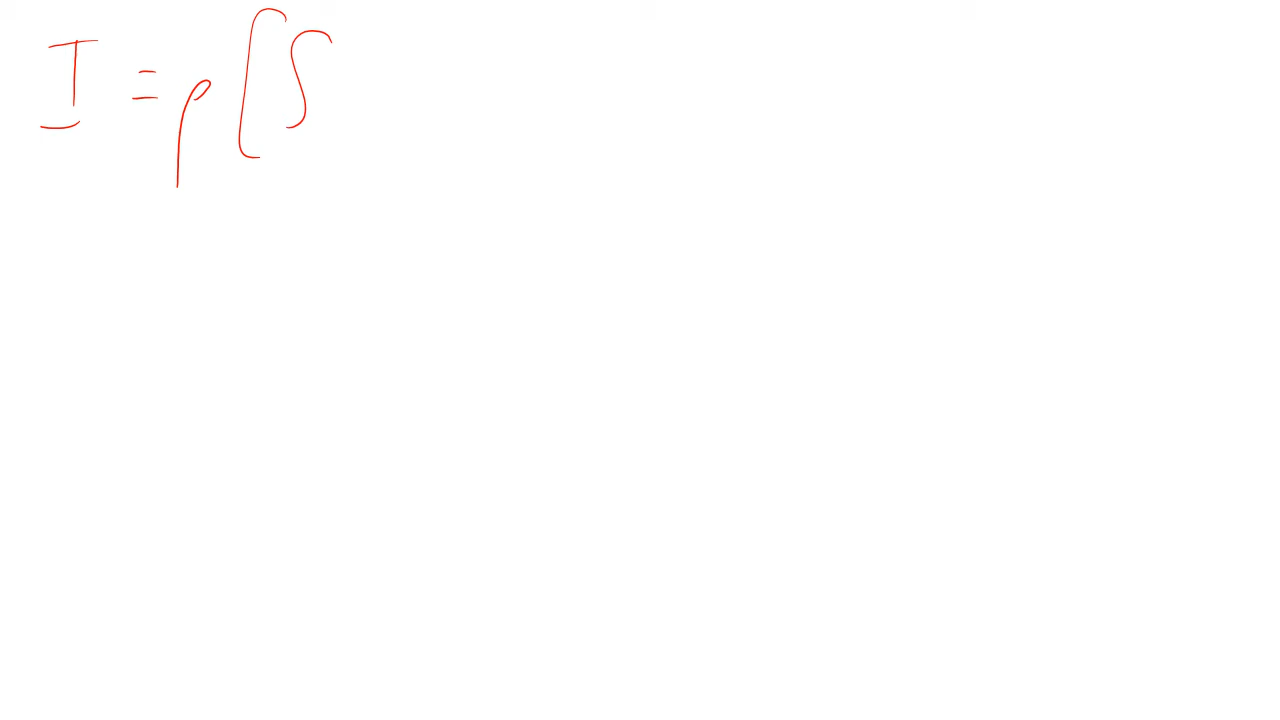 I = ρ ∫∫